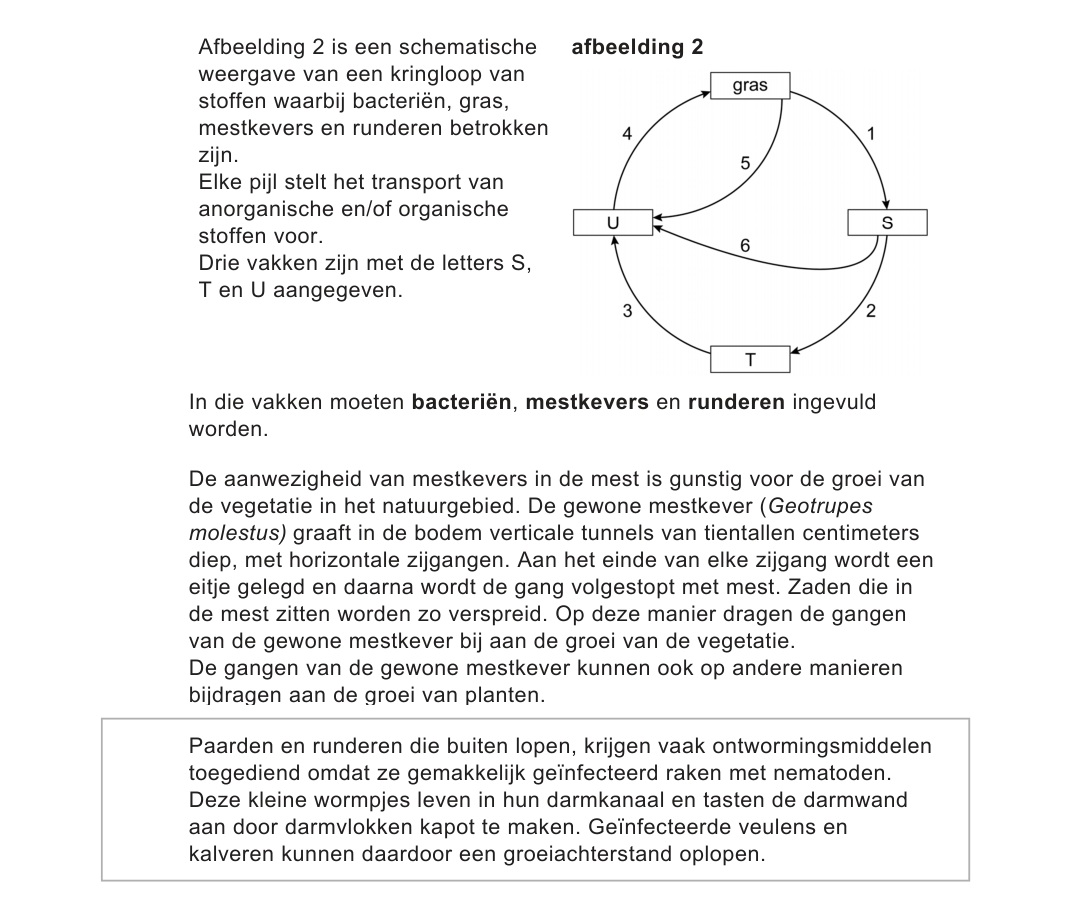 Afbeelding 2 is een schematische
weergave van een kringloop van
stoffen waarbij bacteriën, gras,
mestkevers en runderen betrokken
zijn.
Elke pijl stelt het transport van
anorganische en/of organische
stoffen voor.
Drie vakken zijn met de letters S,
T en U aangegeven.
afbeelding 2
gras
4
1
5
U
S
6
3
2
T
In die vakken moeten bacteriën, mestkevers en runderen ingevuld
worden.
De aanwezigheid van mestkevers in de mest is gunstig voor de groei van
de vegetatie in het natuurgebied. De gewone mestkever (Geotrupes
molestus) graaft in de bodem verticale tunnels van tientallen centimeters
diep, met horizontale zijgangen. Aan het einde van elke zijgang wordt een
eitje gelegd en daarna wordt de gang volgestopt met mest. Zaden die in
de mest zitten worden zo verspreid. Op deze manier dragen de gangen
van de gewone mestkever bij aan de groei van de vegetatie.
De gangen van de gewone mestkever kunnen ook op andere manieren
bijdragen aan de groei van planten.
Paarden en runderen die buiten lopen, krijgen vaak ontwormingsmiddelen
toegediend omdat ze gemakkelijk geïnfecteerd raken met nematoden.
Deze kleine wormpjes leven in hun darmkanaal en tasten de darmwand
aan door darmvlokken kapot te maken. Geïnfecteerde veulens en
kalveren kunnen daardoor een groeiachterstand oplopen.